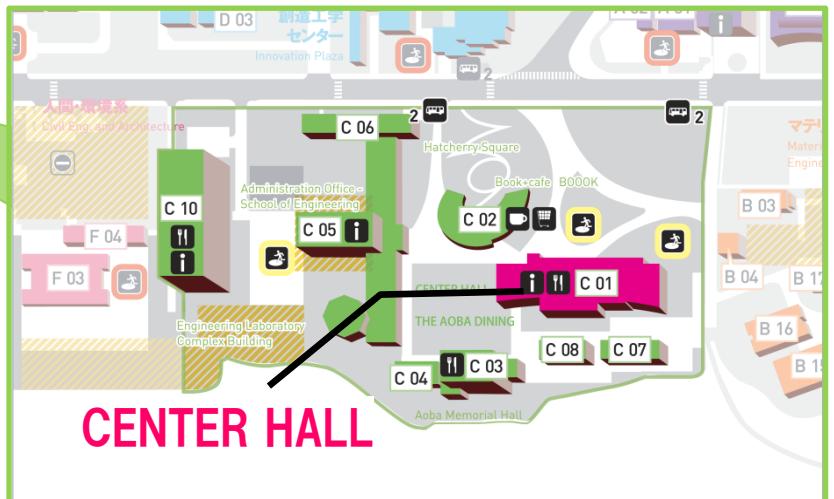 D 03
創造工学
センター
Innovation Plaza
2
人間・環境系
Civil Eng. and Architecture
C 06
2
2
Hatcherry Square
マテリ
Materi
Engine
Administration Office -
School of Engineering
Book+cafe BOOOK
C 10
C 05
C 02
B 03
F 04
F 03
CENTER HALL
C 01
B 04
B 17
THE AOBA DINING
Engineering Laboratory
Complex Building
C 08
C 07
B 16
C 04
C 03
B 15
Aoba Memorial Hall
CENTER HALL